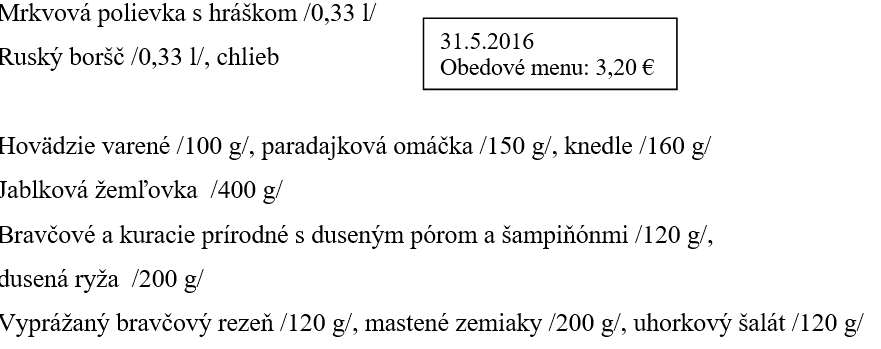 Mrkvová polievka s hráškom /0,33 l/
31.5.2016
Ruský boršč /0,33 l/, chlieb
Obedové menu: 3,20 €
Hovädzie varené /100 g/, paradajková omáčka /150 g/, knedle /160 g/
Jablková žemľovka /400 g/
Bravčové a kuracie prírodné s duseným pórom a šampiňónmi /120 g/,
dusená ryža /200 g/
Vyprážaný bravčový rezeň /120 g/, mastené zemiaky /200 g/, uhorkový šalát /120 g/